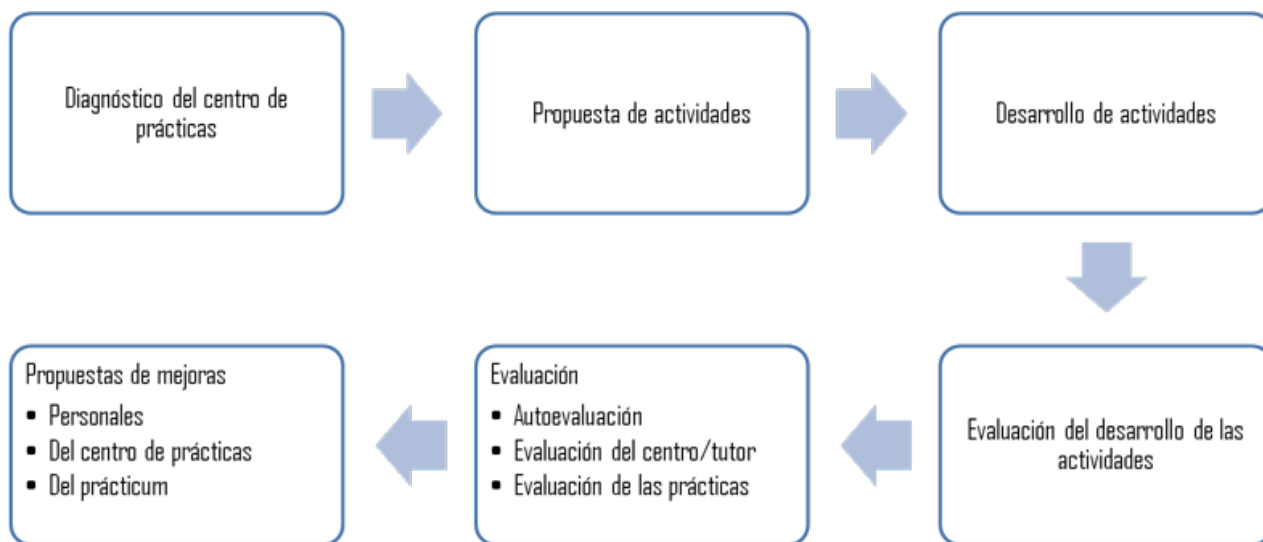 Diagnóstico del centro de
prácticas
Propuesta de actividades
Desarrollo de actividades
Evaluación del desarrollo de las
actividades
Evaluación
▪ Autoevaluación
▪ Evaluación del centro/tutor
▪ Evaluación de las prácticas
Propuestas de mejoras
▪ Personales
▪ Del centro de prácticas
▪ Del prácticum